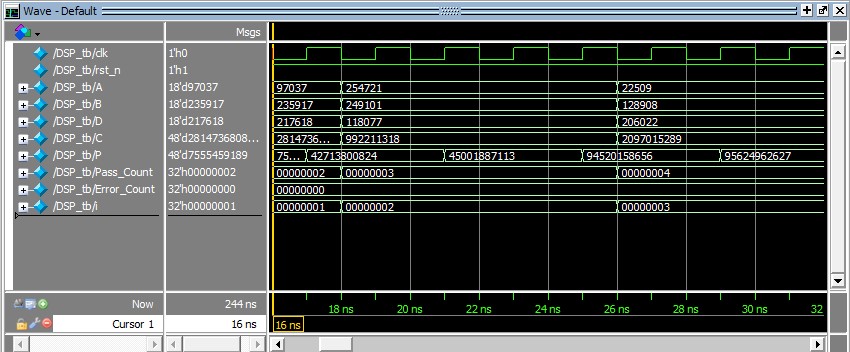 Wave - Default
Msgs
/DSP_tb/clk 1'h0
/DSP_tb/rst_n 1'h1
/DSP_tb/A 18'd97037 97037 254721 22509
/DSP_tb/B 18'd235917 235917 249101 128908
/DSP_tb/D 18'd217618 217618 118077 206022
/DSP_tb/C 48'd2814736808... 2814736... 992211318 2097015289
/DSP_tb/P 48'd7555459189 75... 42713800824 45001887113 94520158656 95624962627
/DSP_tb/Pass_Count 32'h00000002 00000002 00000003 00000004
/DSP_tb/Error_Count 32'h00000000 00000000
/DSP_tb/i 32'h00000001 00000001 00000002 00000003
Now 244 ns 18 ns 20 ns 22 ns 24 ns 26 ns 28 ns 30 ns 32
Cursor 1 16 ns 16 ns